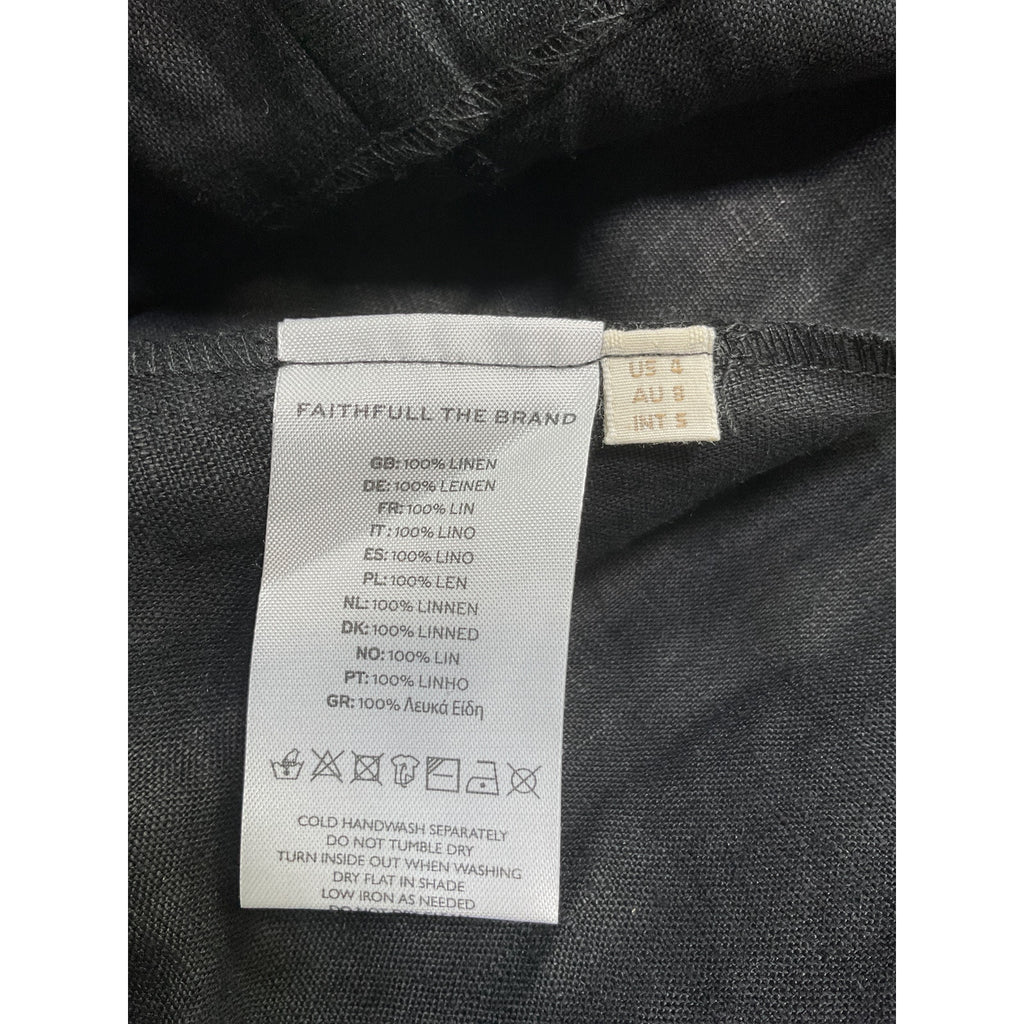 FAITHFULL THE BRAND
GB: 100% LINEN
DE: 100% LEINEN
FR: 100% LIN
IT: 100% LINO
ES: 100% LINO
PL: 100% LEN
NL: 100% LINNEN
DK: 100% LINNED
NO: 100% LIN
PT: 100% LINHO
GR: 100% Λευκά Είδη
COLD HANDWASH SEPARATELY
DO NOT TUMBLE DRY
TURN INSIDE OUT WHEN WASHING
DRY FLAT IN SHADE
LOW IRON AS NEEDED
DO NOT
US 4
AU 8
INT S